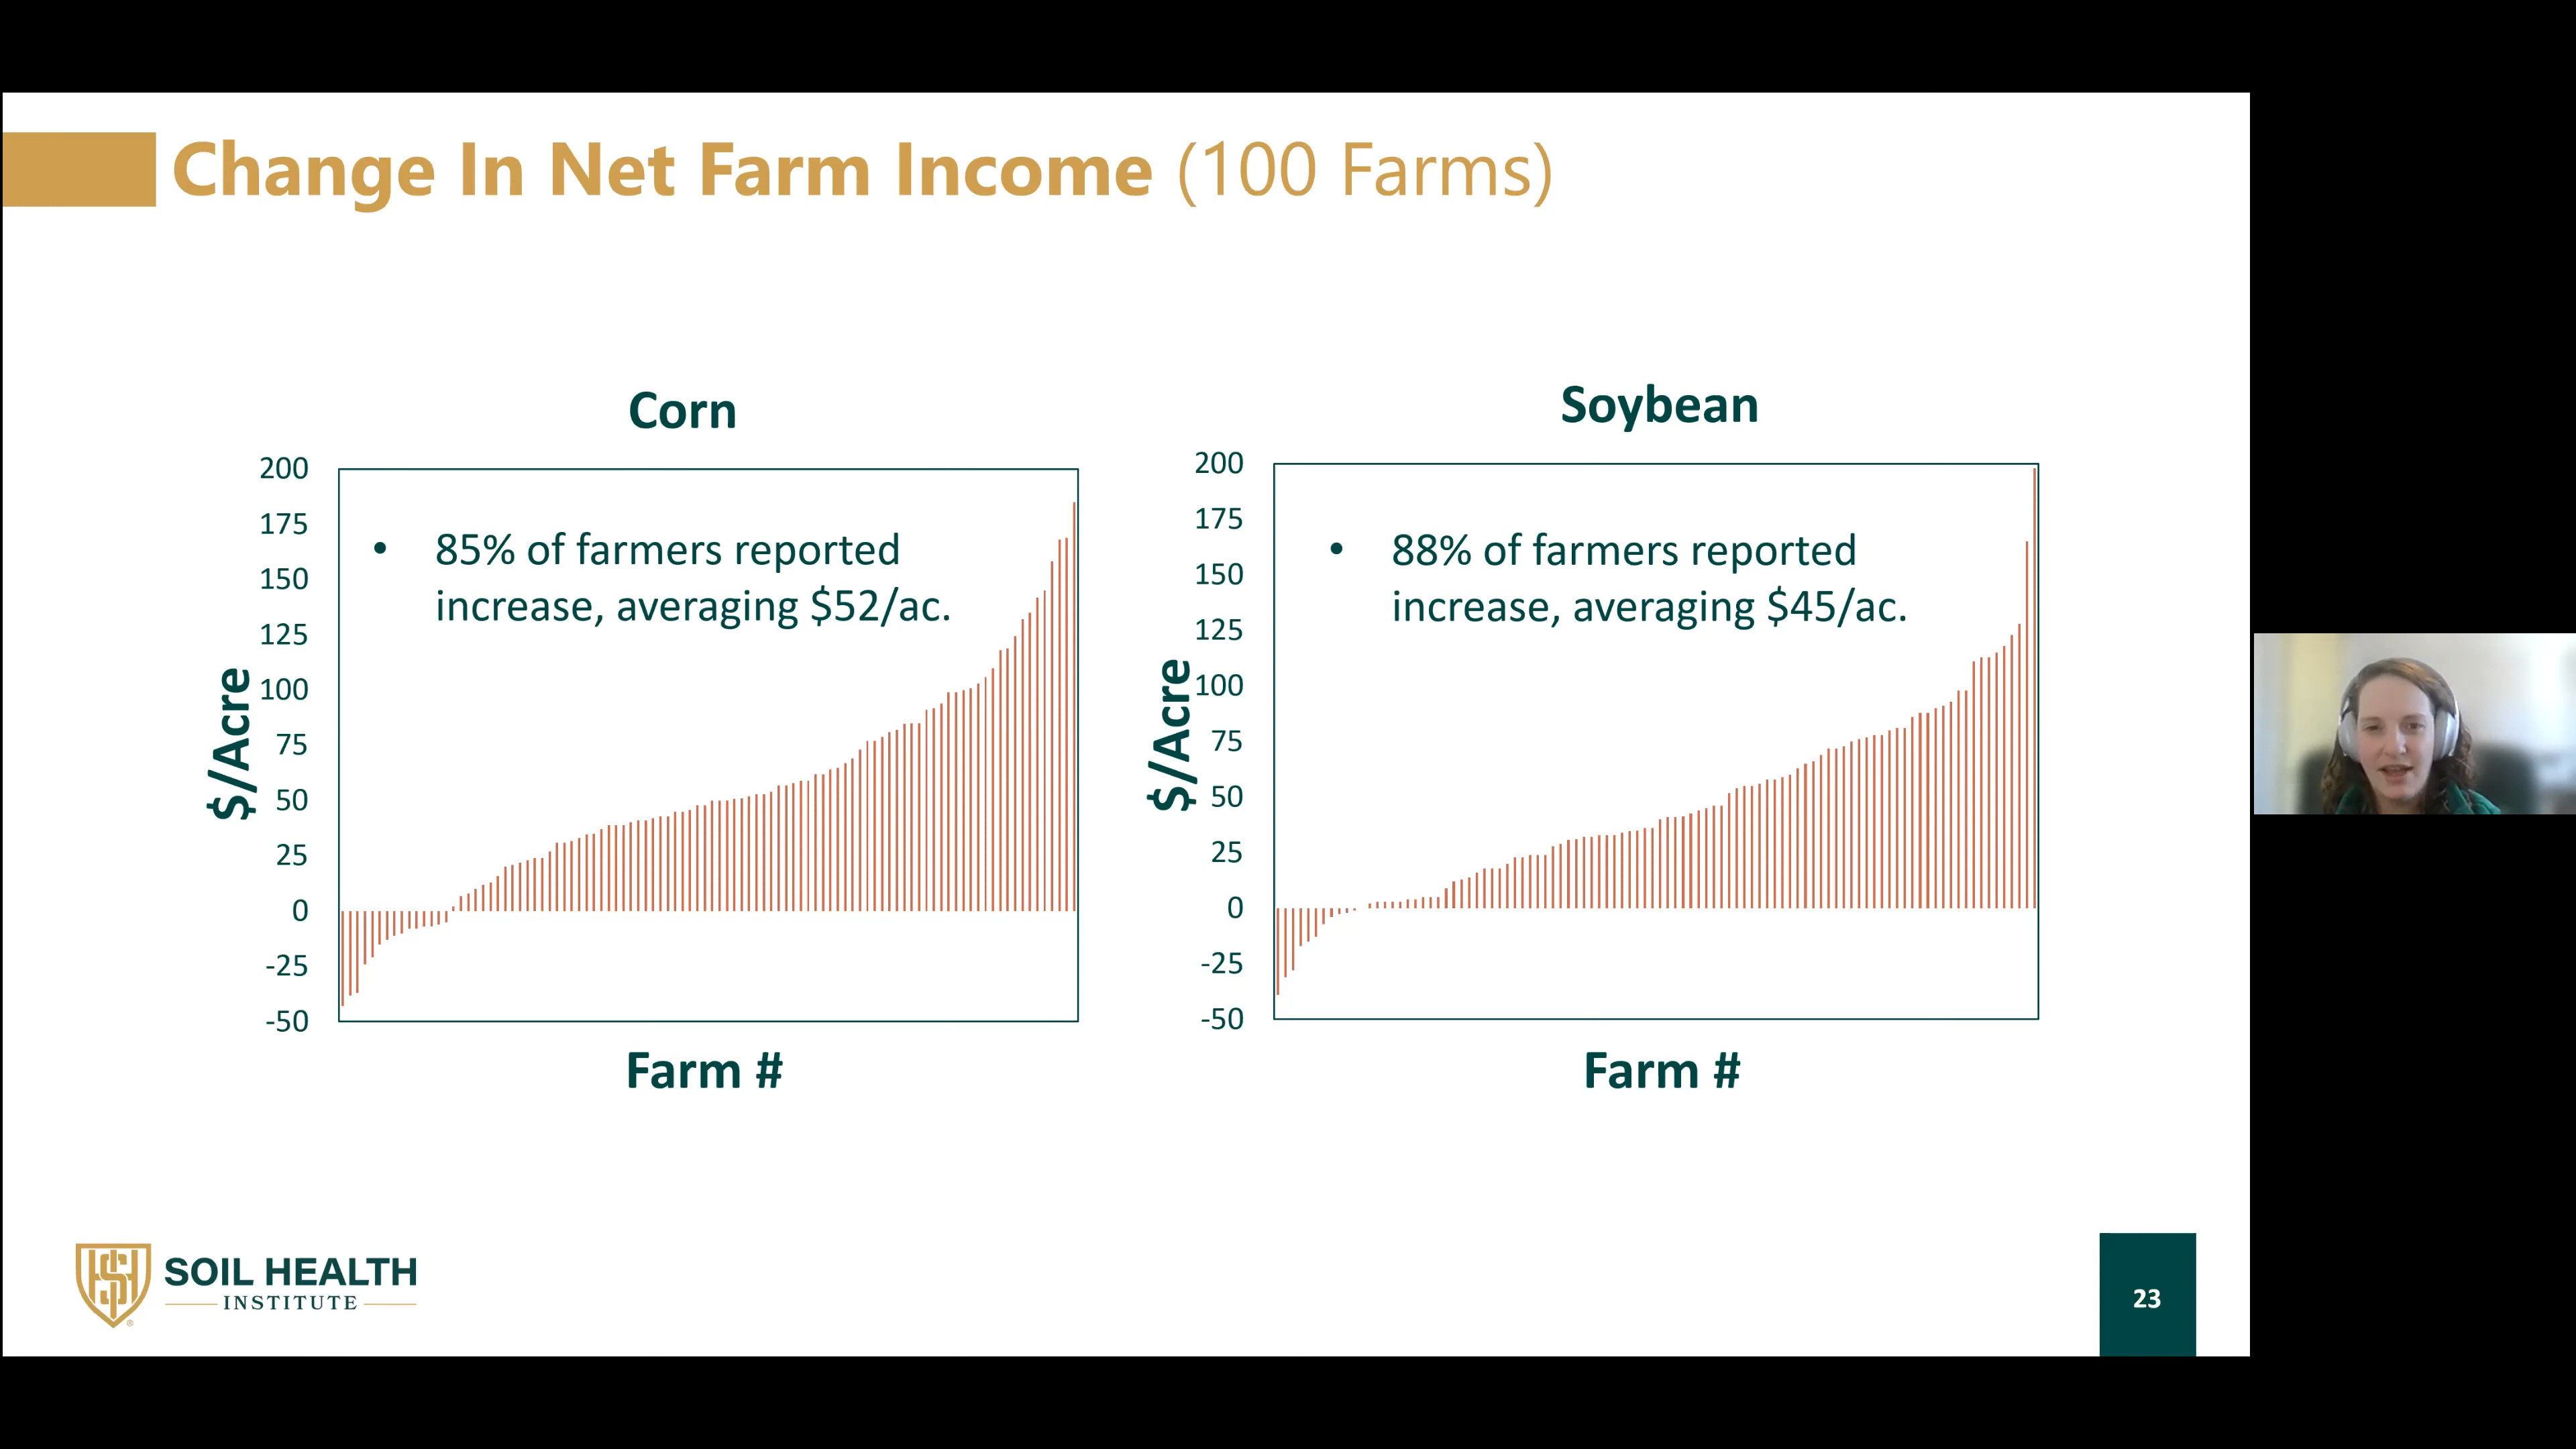 Change In Net Farm Income (100 Farms)
Corn
200
175
150
125
100
75
50
25
0
-25
-50
$/Acre
• 85% of farmers reported
increase, averaging $52/ac.
Farm #
Soybean
200
175
150
125
100
75
50
25
0
-25
-50
$/Acre
• 88% of farmers reported
increase, averaging $45/ac.
Farm #
SOIL HEALTH
INSTITUTE
®
23